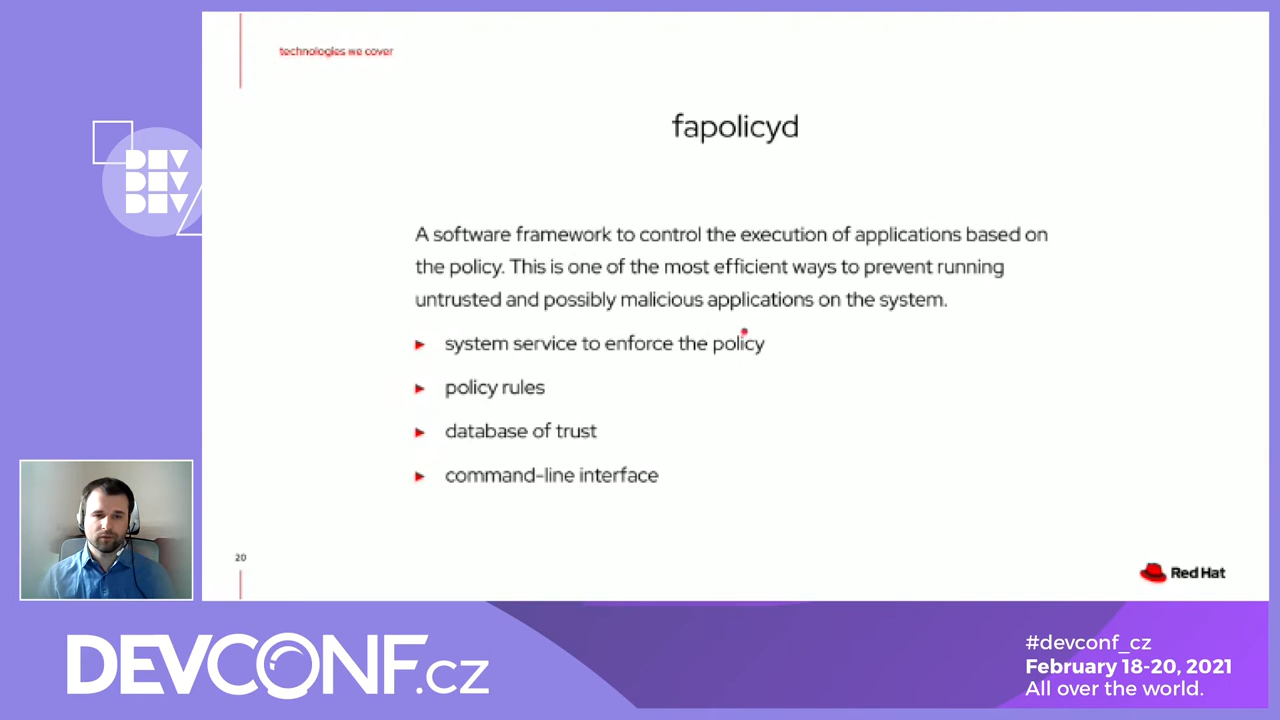 technologies we cover
fapolicyd
A software framework to control the execution of applications based on
the policy. This is one of the most efficient ways to prevent running
untrusted and possibly malicious applications on the system.
system service to enforce the policy
policy rules
database of trust
command-line interface
20
Red Hat
DEV
DEV
DEV
DEVCONF.cz
#devconf_cz
February 18-20, 2021
All over the world.